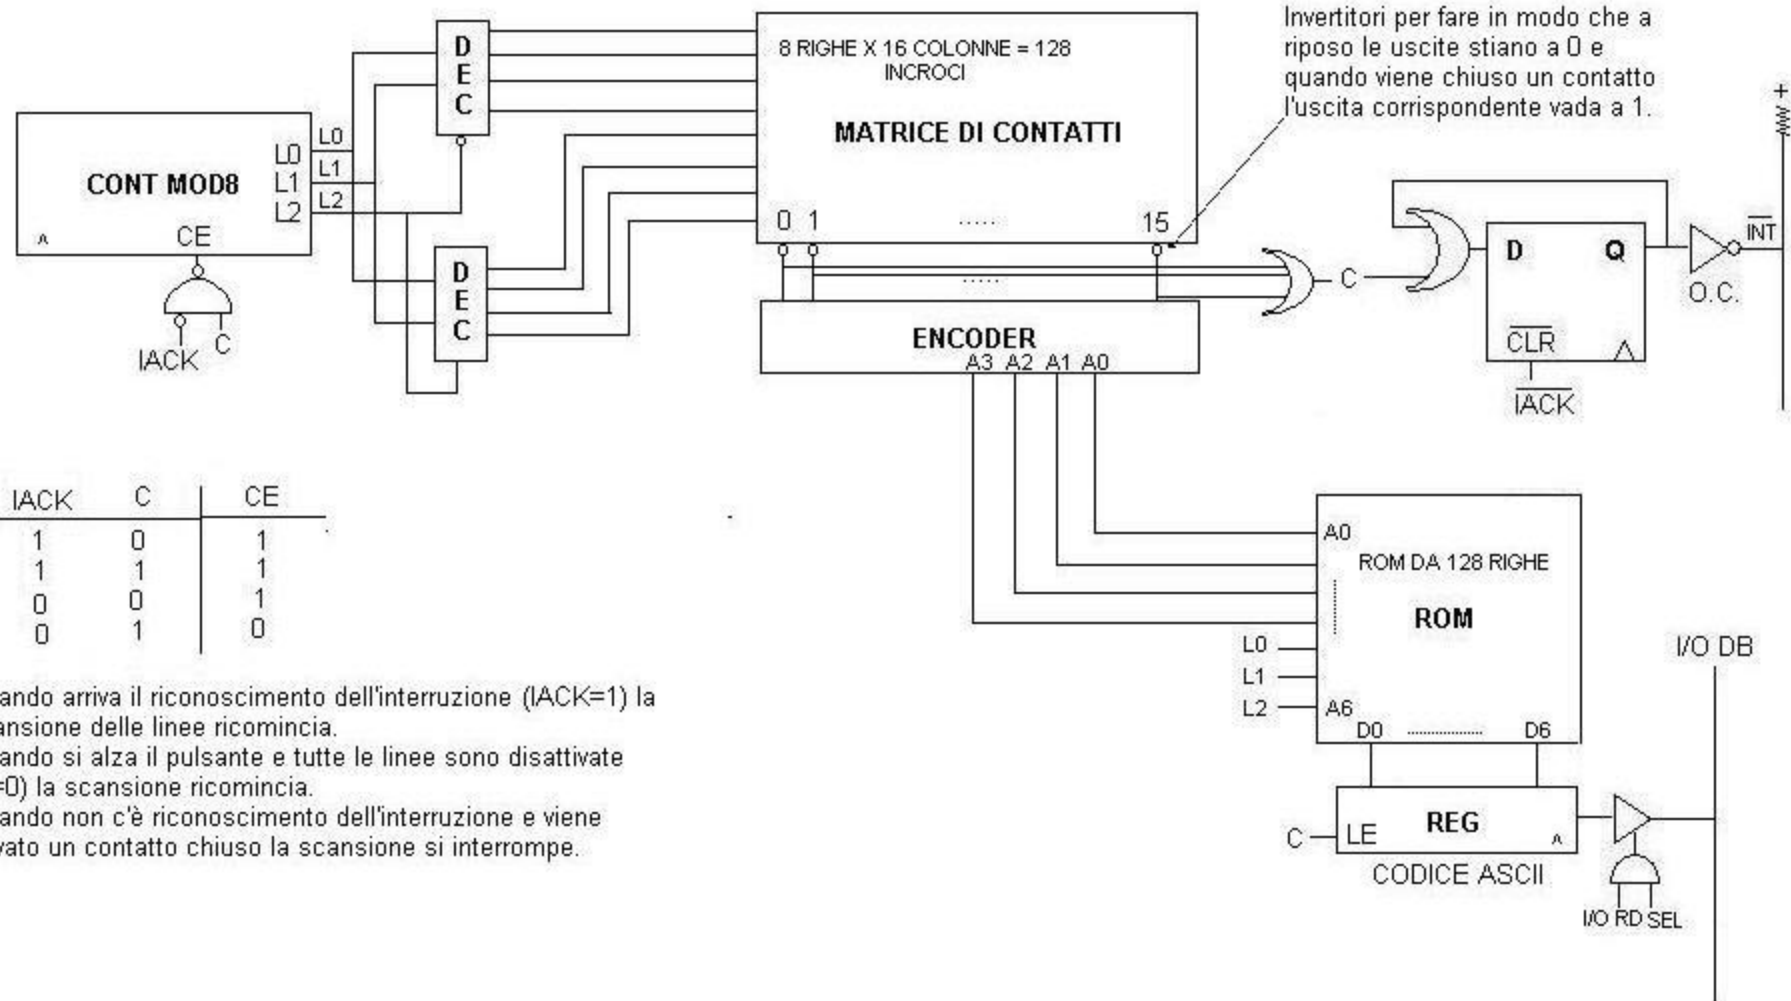 Invertitori per fare in modo che a
riposo le uscite stiano a 0 e
quando viene chiuso un contatto
l'uscita corrispondente vada a 1.
8 RIGHE X 16 COLONNE = 128
INCROCI
MATRICE DI CONTATTI
0 1 ..... 15
D
E
C
CONT MOD8
L0 L0
L1 L1
L2 L2
CE
IACK C
D
E
C
.....
ENCODER
A3 A2 A1 A0
C
D Q
CLR
IACK
O.C.
INT
+
IACK C CE
1 0 1
1 1 1
0 0 1
0 1 0
ando arriva il riconoscimento dell'interruzione (IACK=1) la
ansione delle linee ricomincia.
ando si alza il pulsante e tutte le linee sono disattivate
=0) la scansione ricomincia.
ando non c'è riconoscimento dell'interruzione e viene
vato un contatto chiuso la scansione si interrompe.
A0
ROM DA 128 RIGHE
ROM
L0
L1
L2 A6
D0 D6
I/O DB
C LE REG
CODICE ASCII
I/O RD SEL